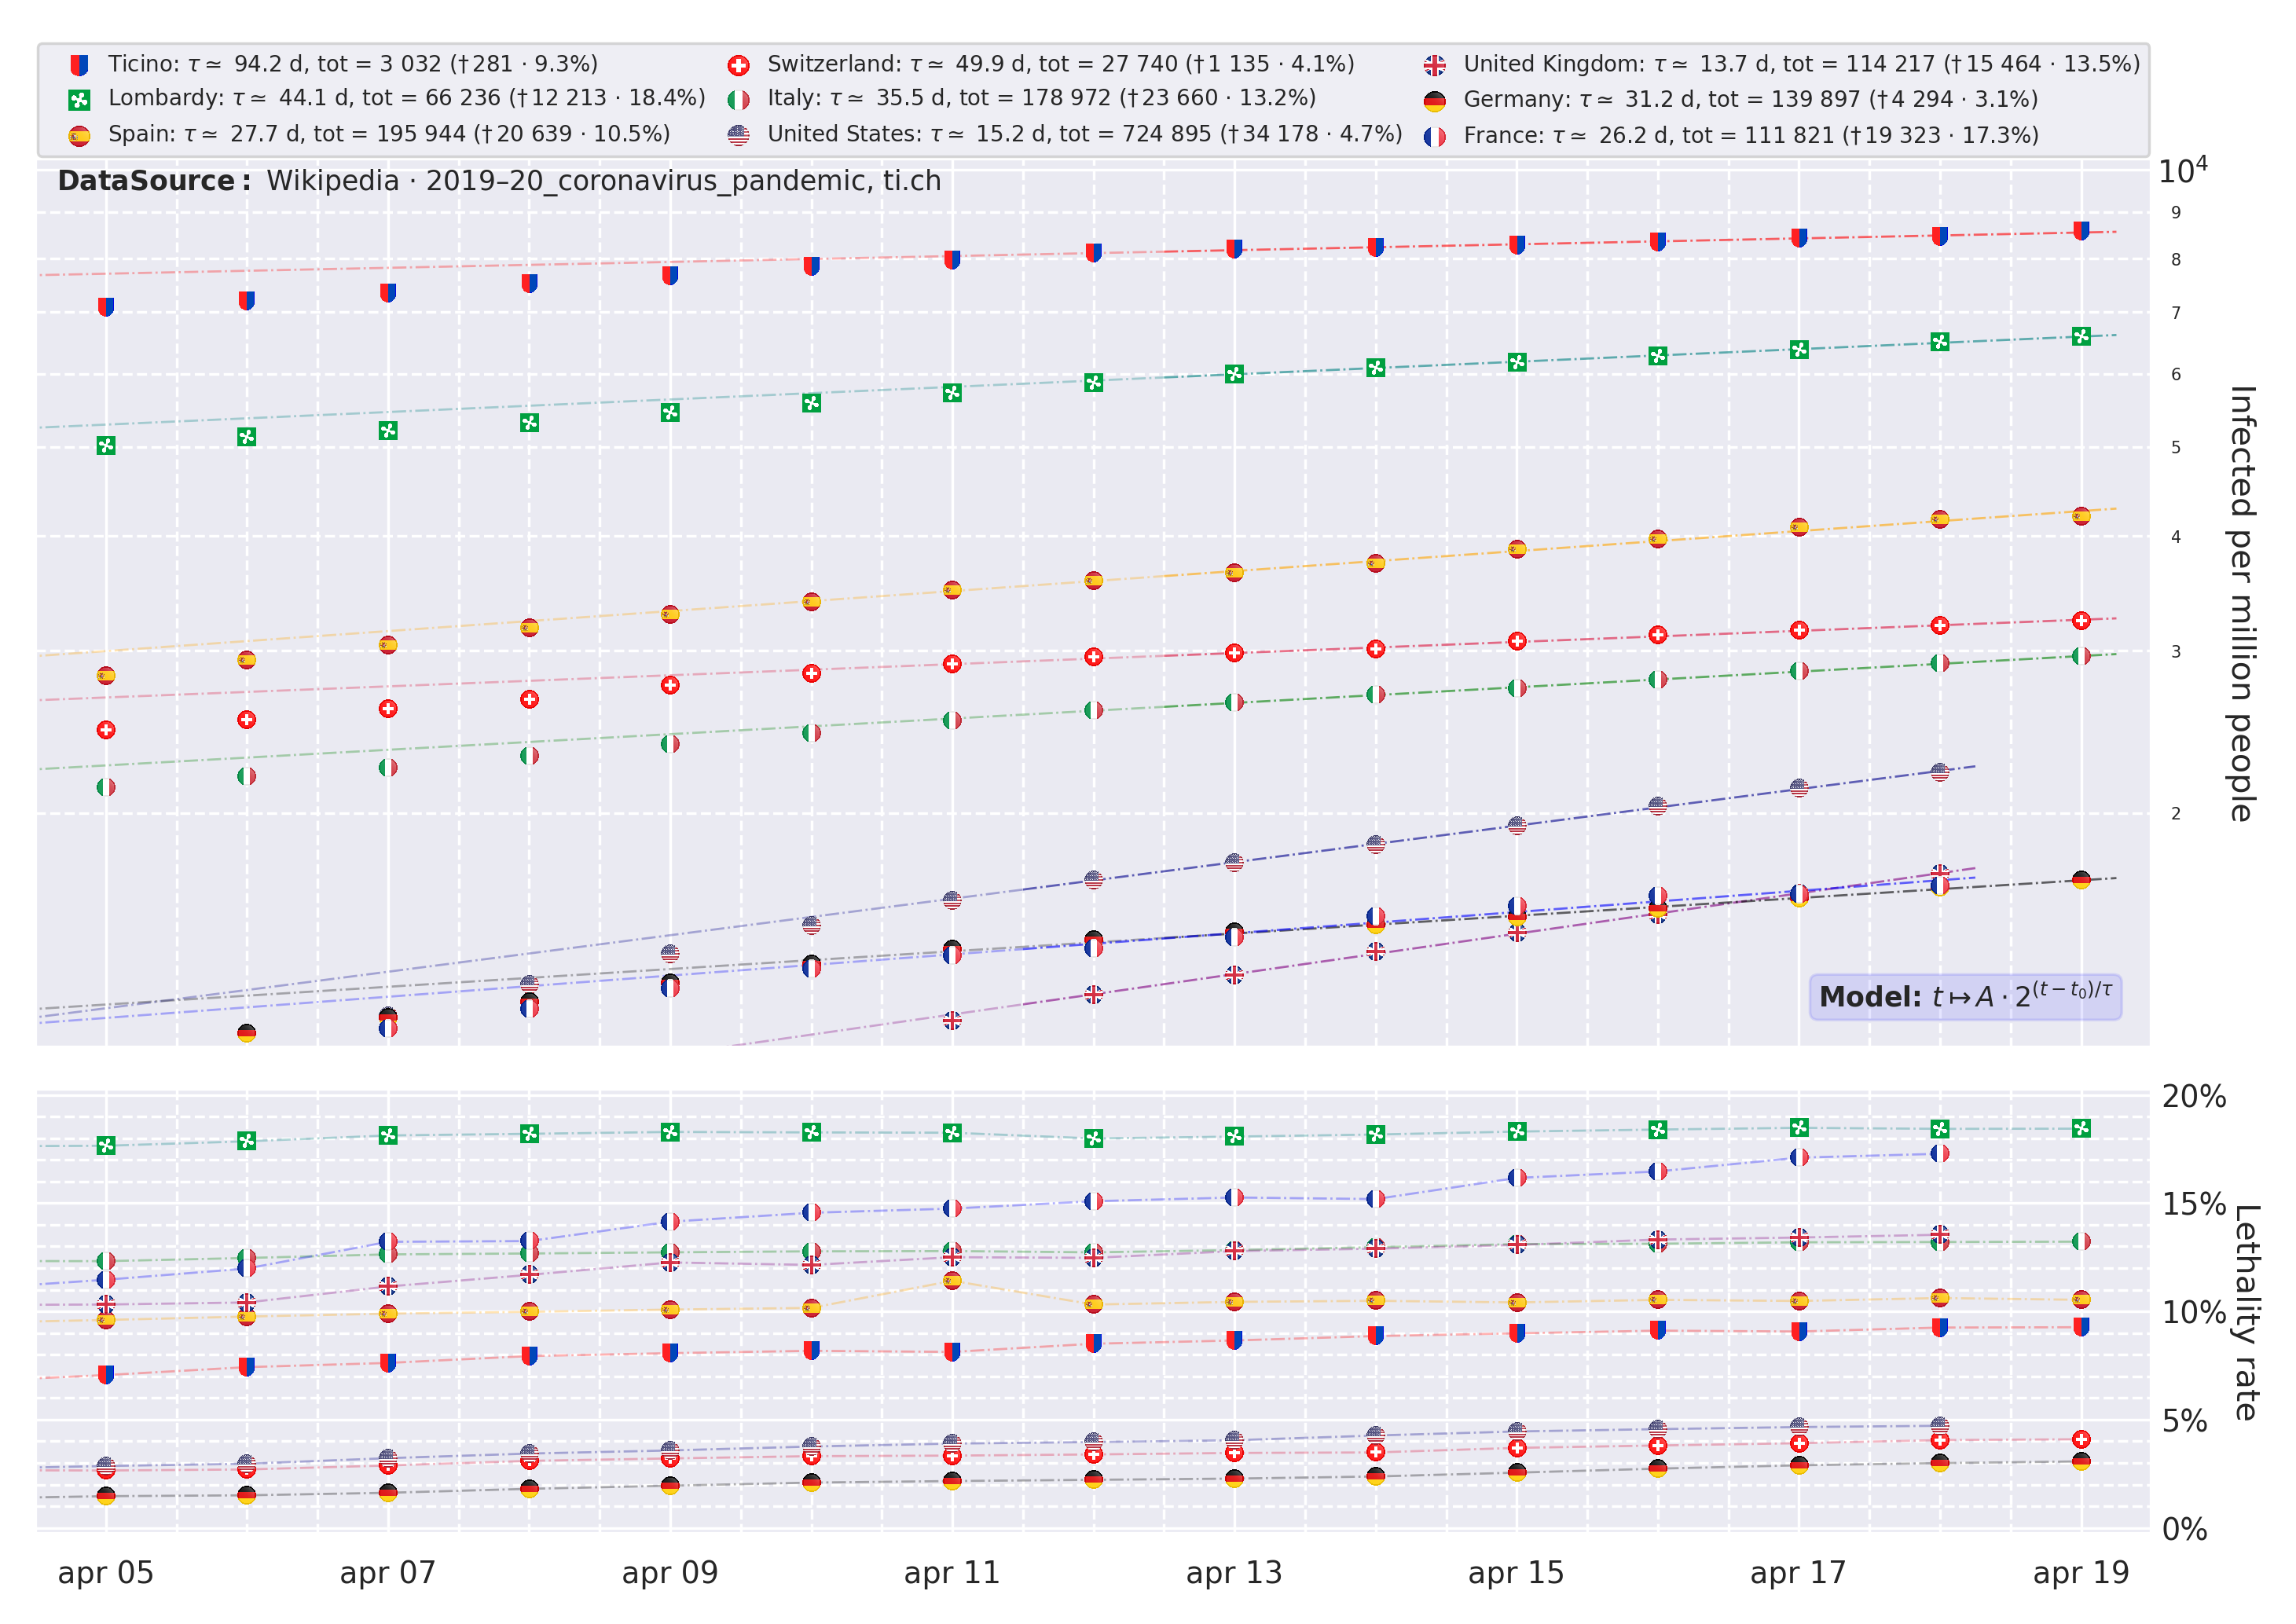 Ticino: τ ≃ 94.2 d, tot = 3 032 (†281 · 9.3%)
Lombardy: τ ≃ 44.1 d, tot = 66 236 (†12 213 · 18.4%)
Spain: τ ≃ 27.7 d, tot = 195 944 (†20 639 · 10.5%)
Switzerland: τ ≃ 49.9 d, tot = 27 740 (†1 135 · 4.1%)
Italy: τ ≃ 35.5 d, tot = 178 972 (†23 660 · 13.2%)
United States: τ ≃ 15.2 d, tot = 724 895 (†34 178 · 4.7%)
United Kingdom: τ ≃ 13.7 d, tot = 114 217 (†15 464 · 13.5%)
Germany: τ ≃ 31.2 d, tot = 139 897 (†4 294 · 3.1%)
France: τ ≃ 26.2 d, tot = 111 821 (†19 323 · 17.3%)
DataSource: Wikipedia · 2019–20_coronavirus_pandemic, ti.ch
10⁴
9
8
7
6
5
4
3
2
Infected per million people
Model: t ↦ A · 2^(t − t₀)/τ
20%
15%
10%
5%
0%
Lethality rate
apr 05
apr 07
apr 09
apr 11
apr 13
apr 15
apr 17
apr 19